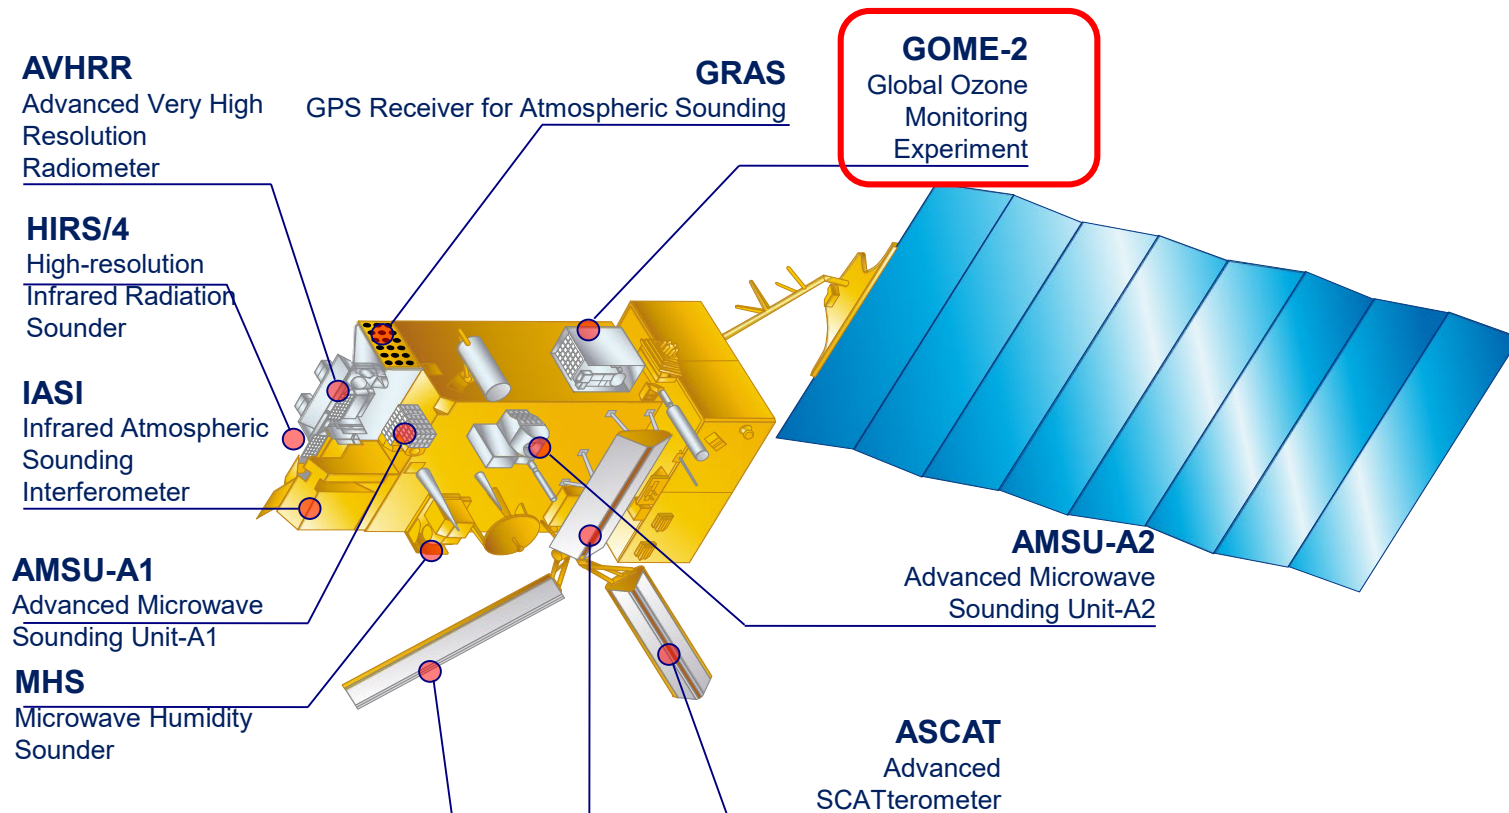 AVHRR
Advanced Very High
Resolution
Radiometer
GRAS
GPS Receiver for Atmospheric Sounding
GOME-2
Global Ozone
Monitoring
Experiment
HIRS/4
High-resolution
Infrared Radiation
Sounder
IASI
Infrared Atmospheric
Sounding
Interferometer
AMSU-A1
Advanced Microwave
Sounding Unit-A1
MHS
Microwave Humidity
Sounder
AMSU-A2
Advanced Microwave
Sounding Unit-A2
ASCAT
Advanced
SCATterometer